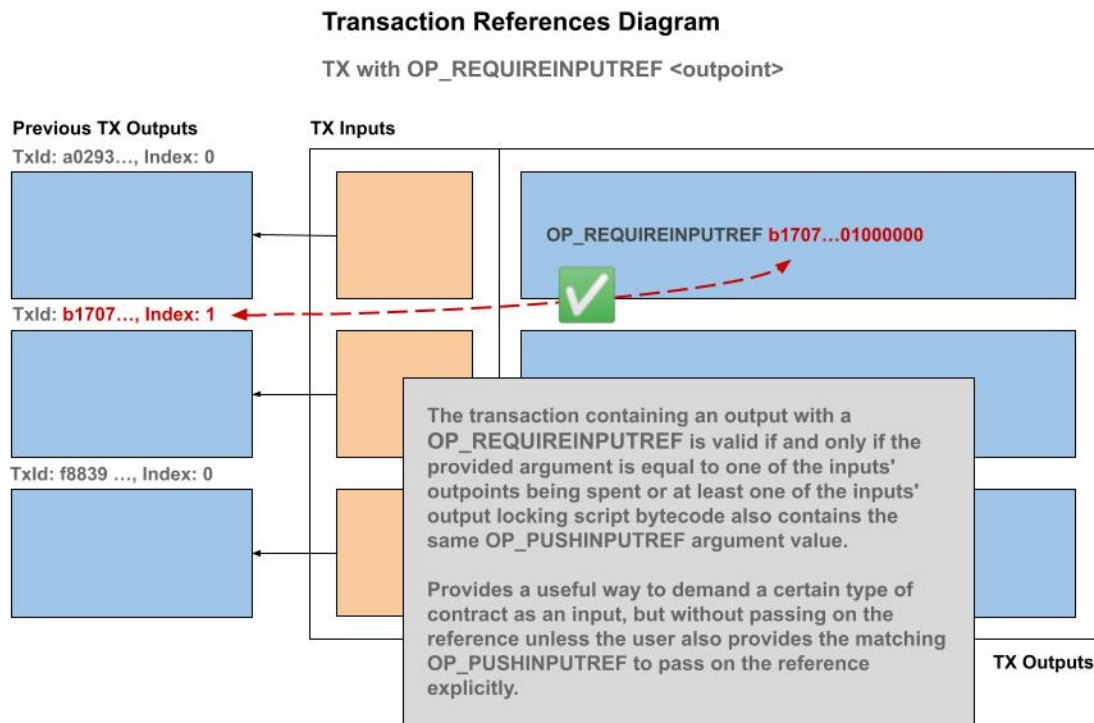 Transaction References Diagram
TX with OP_REQUIREINPUTREF <outpoint>
Previous TX Outputs
TX Inputs
TxId: a0293…, Index: 0
OP_REQUIREINPUTREF b1707…01000000
TxId: b1707…, Index: 1
The transaction containing an output with a
OP_REQUIREINPUTREF is valid if and only if the
provided argument is equal to one of the inputs'
outpoints being spent or at least one of the inputs'
output locking script bytecode also contains the
same OP_PUSHINPUTREF argument value.
TxId: f8839 …, Index: 0
Provides a useful way to demand a certain type of
contract as an input, but without passing on the
reference unless the user also provides the matching
OP_PUSHINPUTREF to pass on the reference
explicitly.
TX Outputs